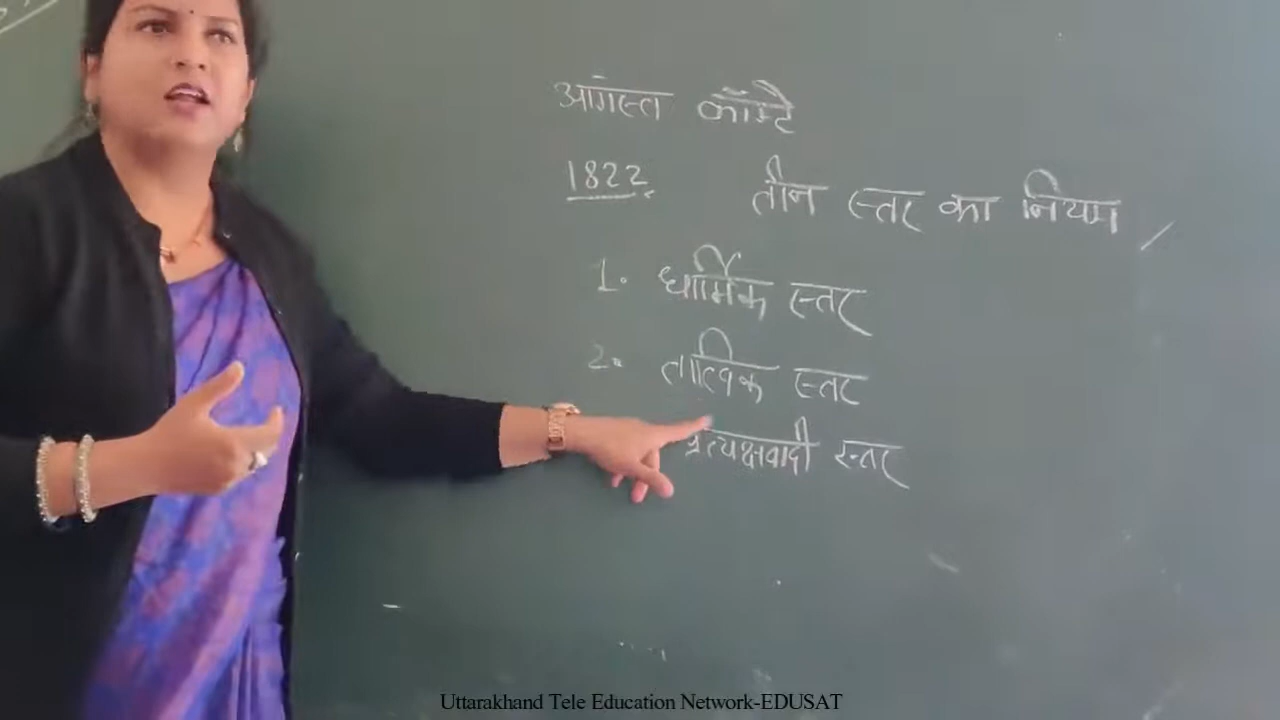 आगस्त कॉम्टे
1822 तीन स्तर का नियम /
1. धार्मिक स्तर
2. तात्विक स्तर
प्रत्यक्षवादी स्तर
Uttarakhand Tele Education Network-EDUSAT